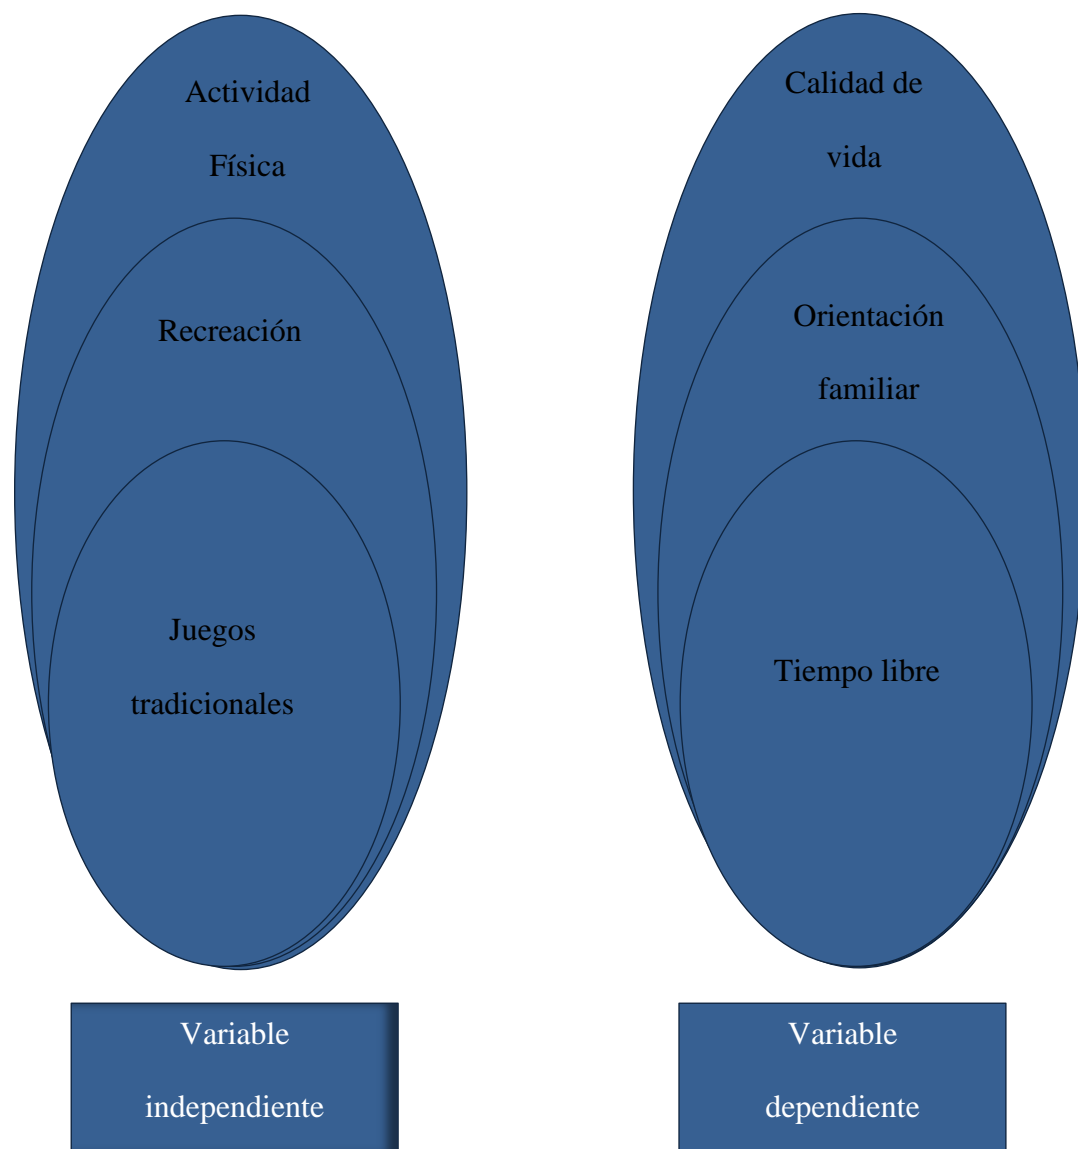 Actividad
Física
Recreación
Juegos
tradicionales
Variable
independiente
Calidad de
vida
Orientación
familiar
Tiempo libre
Variable
dependiente